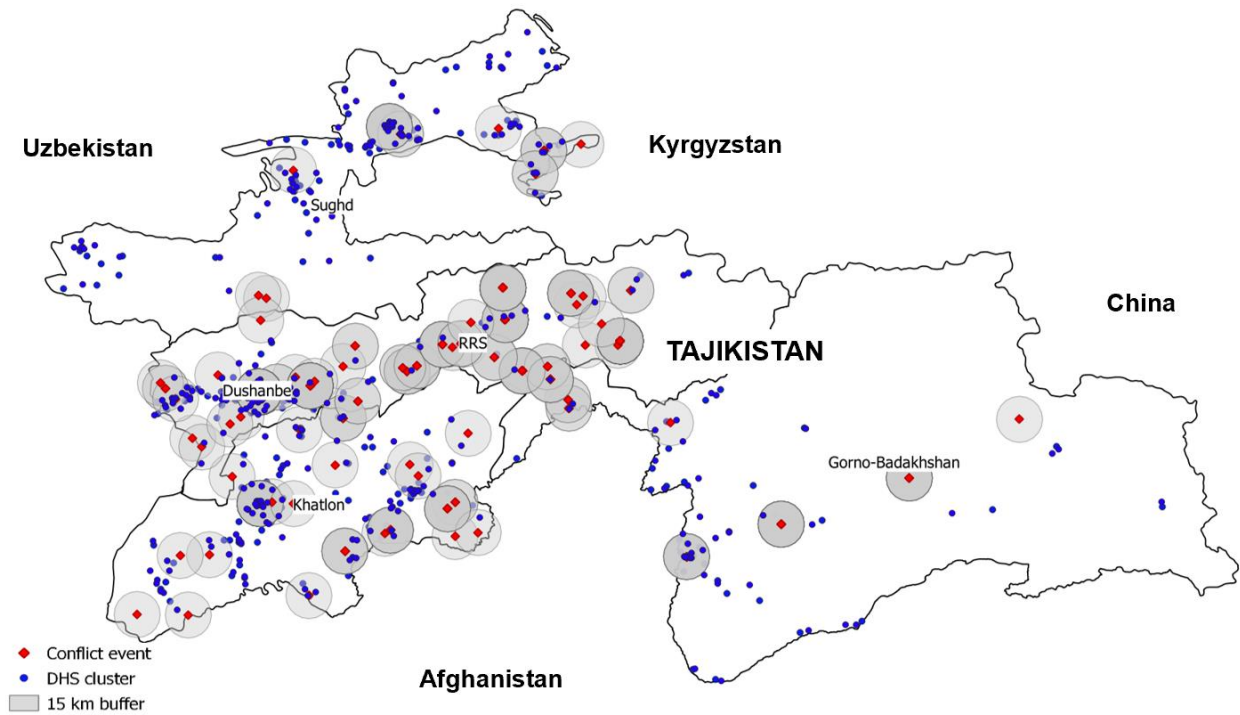 Uzbekistan
Kyrgyzstan
Sughd
China
RRS
TAJIKISTAN
Dushanbe
Gorno-Badakhshan
Khatlon
Conflict event
DHS cluster
15 km buffer
Afghanistan